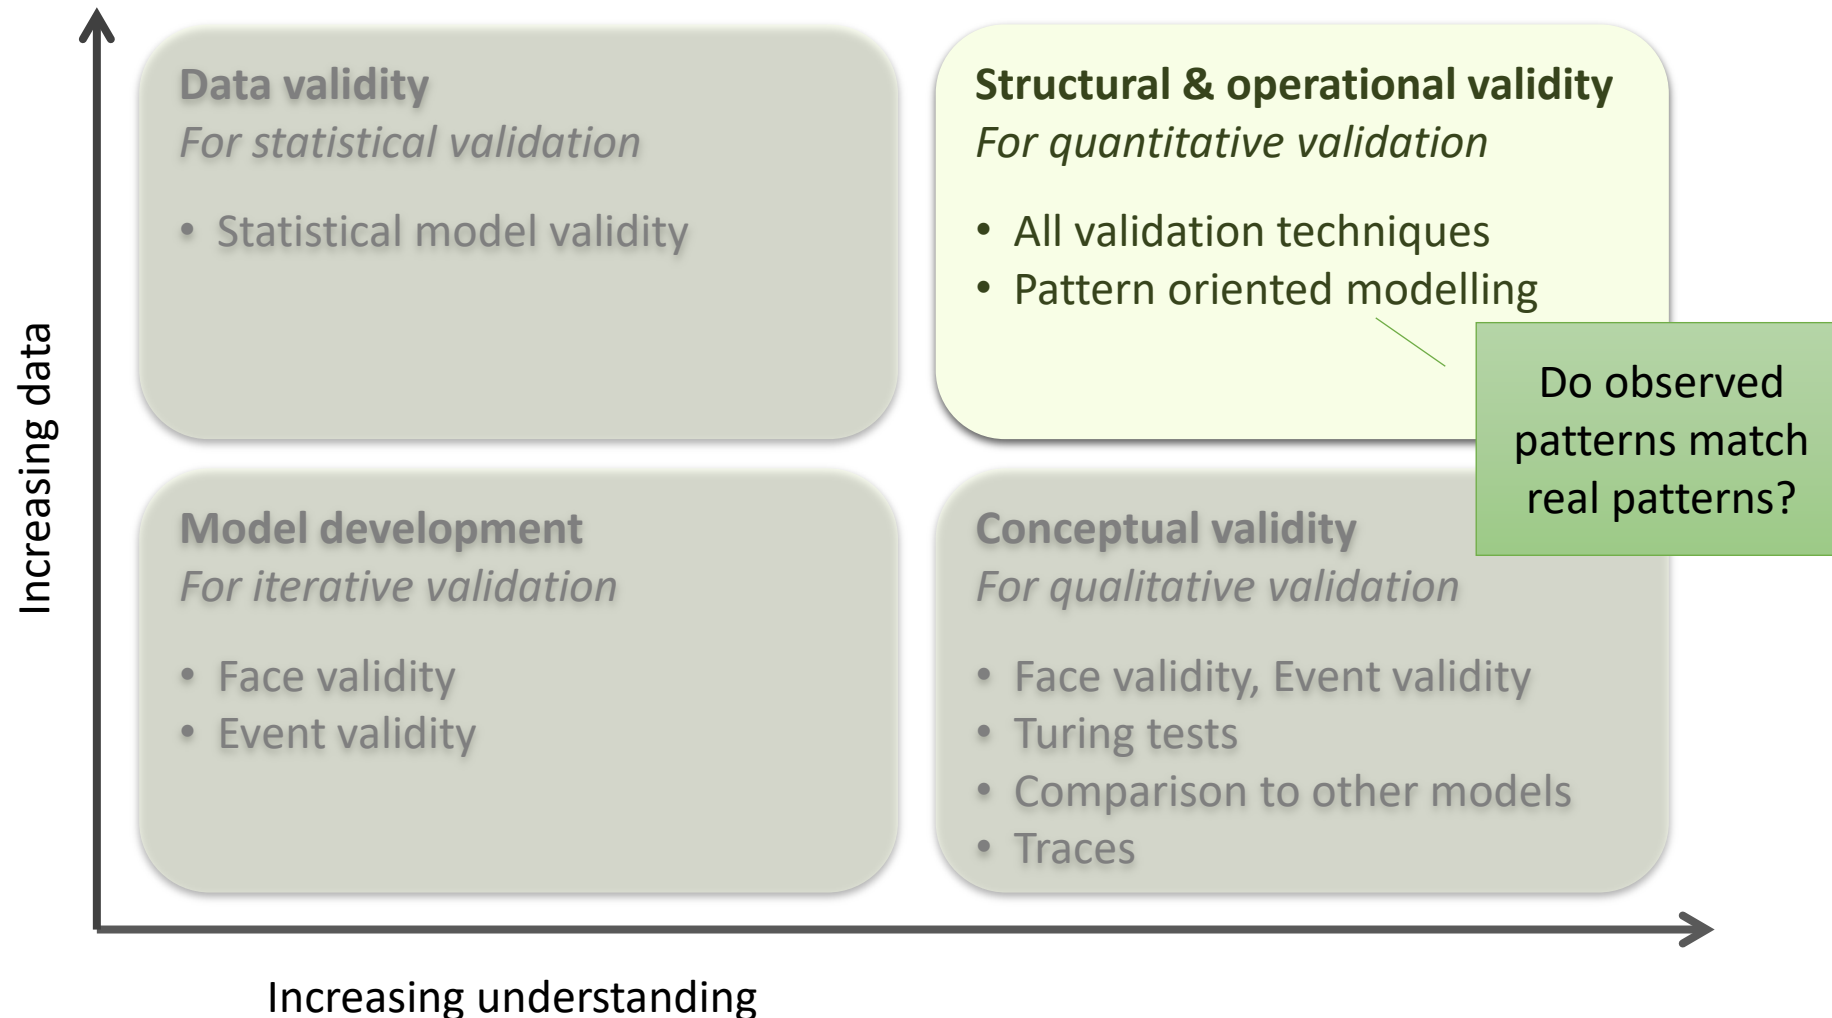 Data validity
For statistical validation
• Statistical model validity
Structural & operational validity
For quantitative validation
• All validation techniques
• Pattern oriented modelling
Do observed
patterns match
real patterns?
Increasing data
Model development
For iterative validation
• Face validity
• Event validity
Conceptual validity
For qualitative validation
• Face validity, Event validity
• Turing tests
• Comparison to other models
• Traces
Increasing understanding